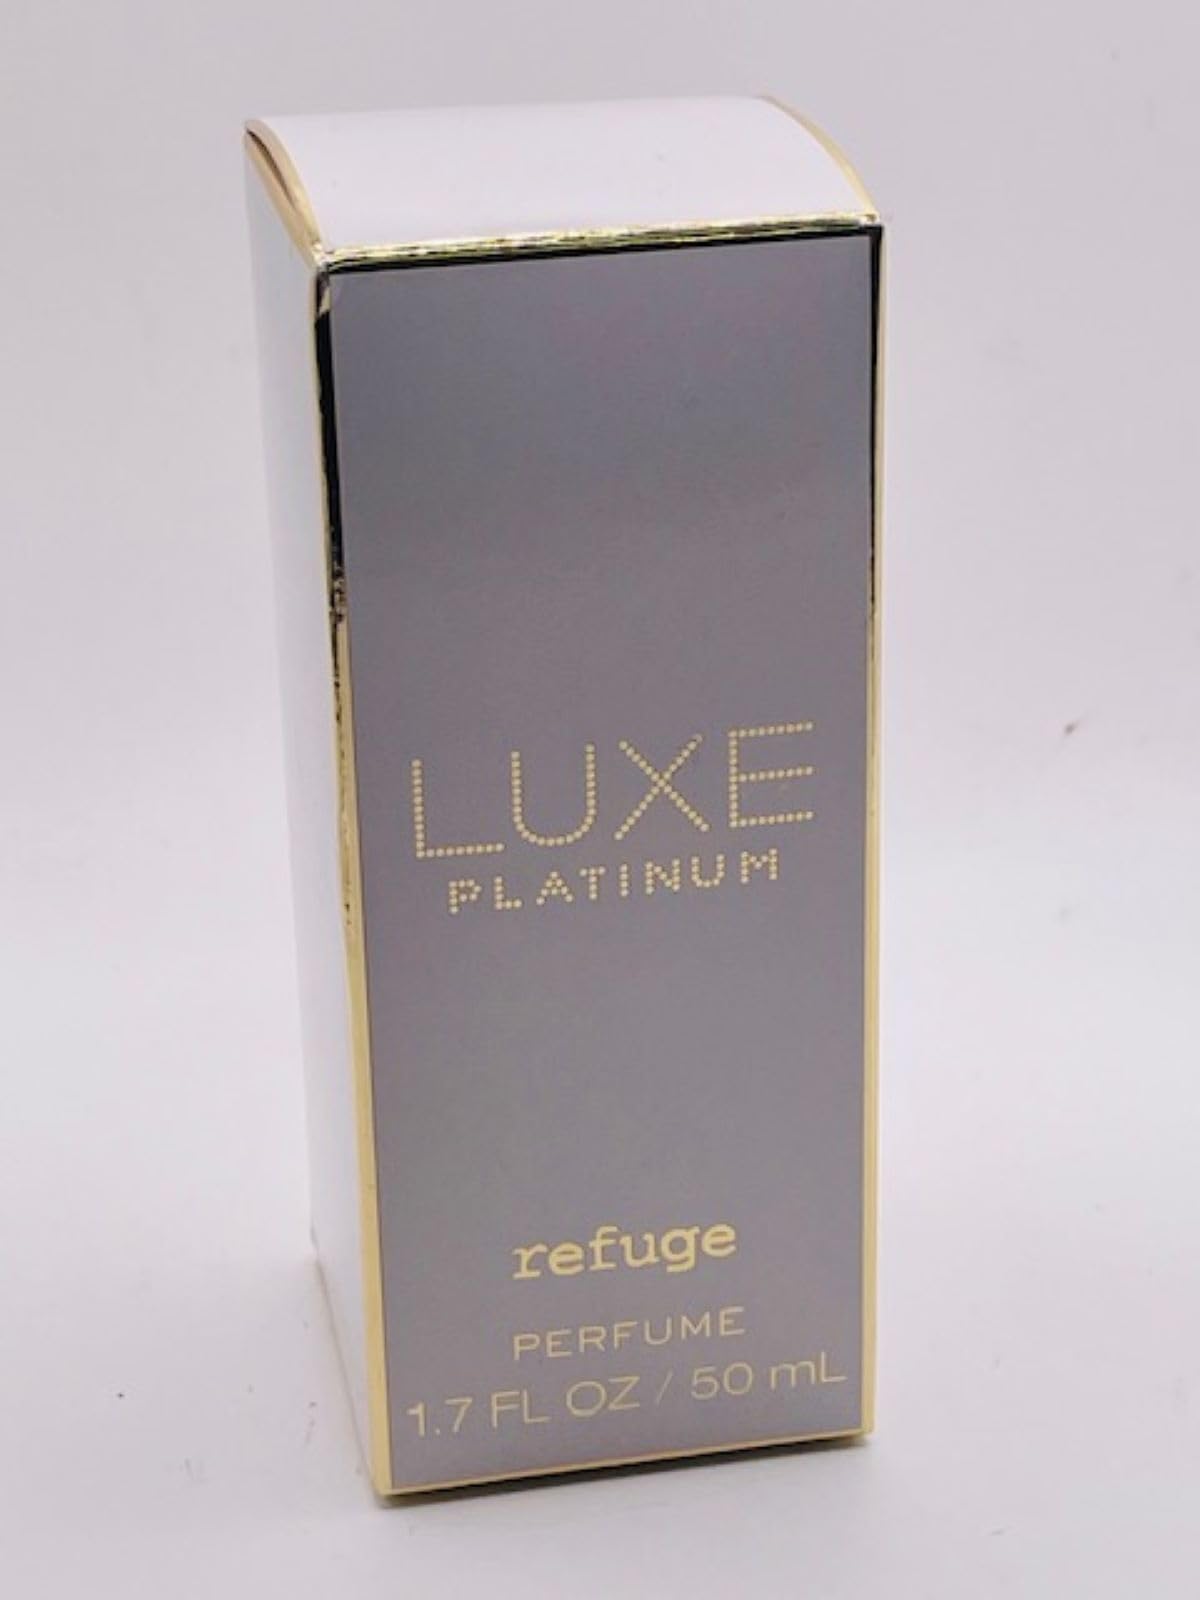 LUXE
PLATINUM
refuge
PERFUME
1.7 FL OZ / 50 mL